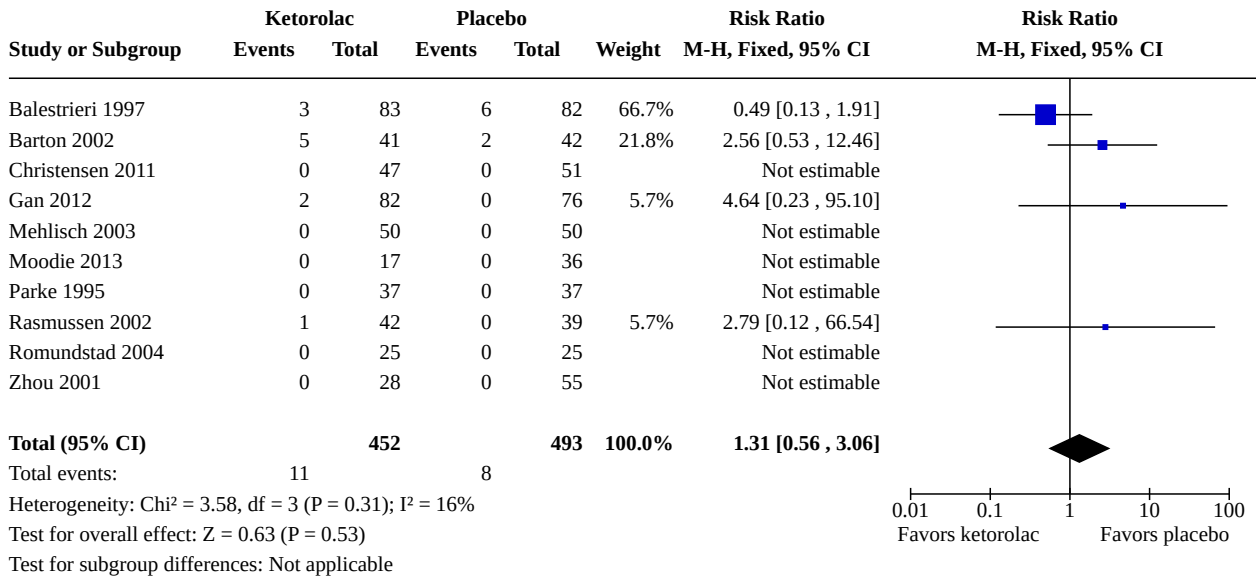 Ketorolac Placebo Risk Ratio Risk Ratio
Study or Subgroup Events Total Events Total Weight M-H, Fixed, 95% CI M-H, Fixed, 95% CI
Balestrieri 1997 3 83 6 82 66.7% 0.49 [0.13 , 1.91]
Barton 2002 5 41 2 42 21.8% 2.56 [0.53 , 12.46]
Christensen 2011 0 47 0 51 Not estimable
Gan 2012 2 82 0 76 5.7% 4.64 [0.23 , 95.10]
Mehlisch 2003 0 50 0 50 Not estimable
Moodie 2013 0 17 0 36 Not estimable
Parke 1995 0 37 0 37 Not estimable
Rasmussen 2002 1 42 0 39 5.7% 2.79 [0.12 , 66.54]
Romundstad 2004 0 25 0 25 Not estimable
Zhou 2001 0 28 0 55 Not estimable
Total (95% CI) 452 493 100.0% 1.31 [0.56 , 3.06]
Total events: 11 8
Heterogeneity: Chi² = 3.58, df = 3 (P = 0.31); I² = 16%
0.01 0.1 1 10 100
Test for overall effect: Z = 0.63 (P = 0.53) Favors ketorolac Favors placebo
Test for subgroup differences: Not applicable